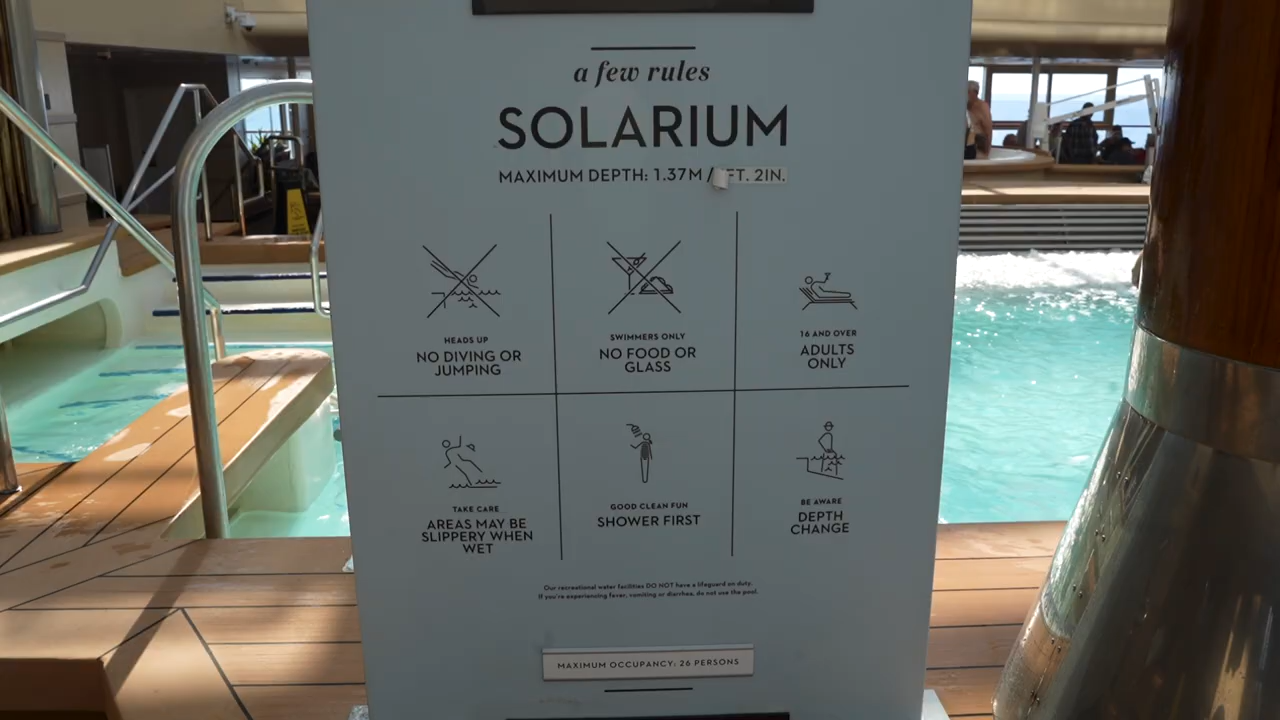 a few rules
SOLARIUM
MAXIMUM DEPTH: 1.37M / FT. 2IN.
HEADS UP
NO DIVING OR
JUMPING
SWIMMERS ONLY
NO FOOD OR
GLASS
16 AND OVER
ADULTS
ONLY
TAKE CARE
AREAS MAY BE
SLIPPERY WHEN
WET
GOOD CLEAN FUN
SHOWER FIRST
BE AWARE
DEPTH
CHANGE
Our recreational water facilities DO NOT have a lifeguard on duty.
If you're experiencing fever, vomiting or diarrhea, do not use the pool.
MAXIMUM OCCUPANCY: 26 PERSONS